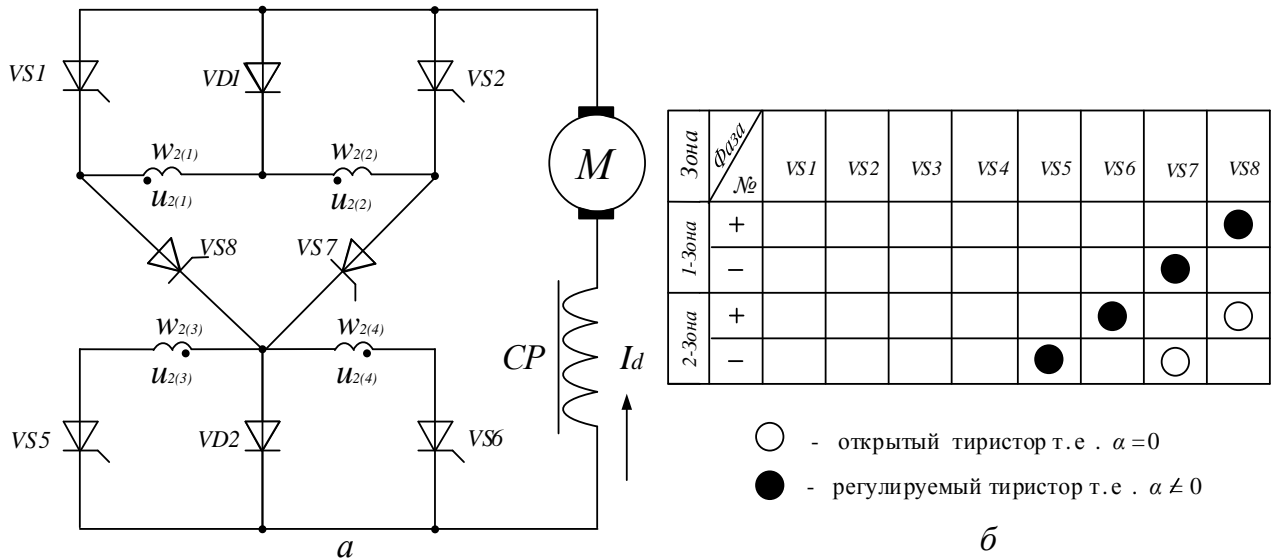 VS1
VD1
VS2
w2(1)
w2(2)
u2(1)
u2(2)
VS8
VS7
w2(3)
w2(4)
u2(3)
u2(4)
VS5
VD2
VS6
M
CP
Id
а
Зона
Фаза
№
VS1 VS2 VS3 VS4 VS5 VS6 VS7 VS8
1-Зона
+
−
2-Зона
+
−
- открытый тиристор т.е . α =0
- регулируемый тиристор т.е . α ≠ 0
б